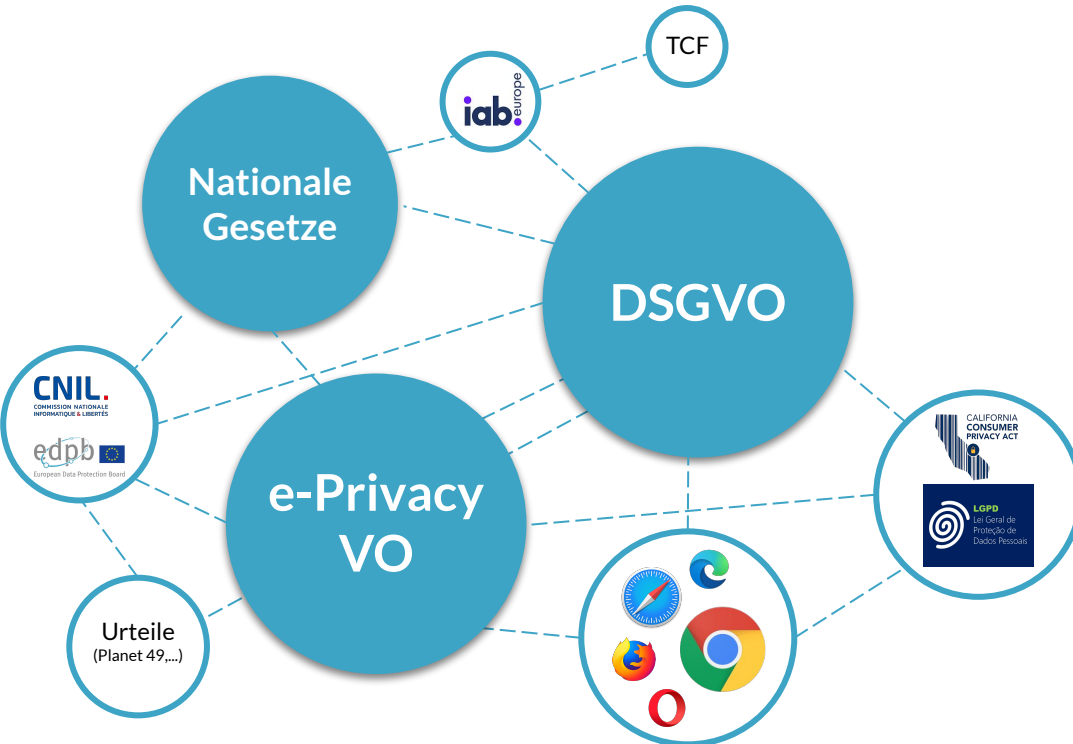 TCF
iab:
europe
Nationale
Gesetze
DSGVO
CNIL.
COMMISSION NATIONALE
INFORMATIQUE & LIBERTÉS
edpb
European Data Protection Board
CALIFORNIA
CONSUMER
PRIVACY ACT
LGPD
Lei Geral de
Proteção de
Dados Pessoais
e-Privacy
VO
Urteile
(Planet 49,...)